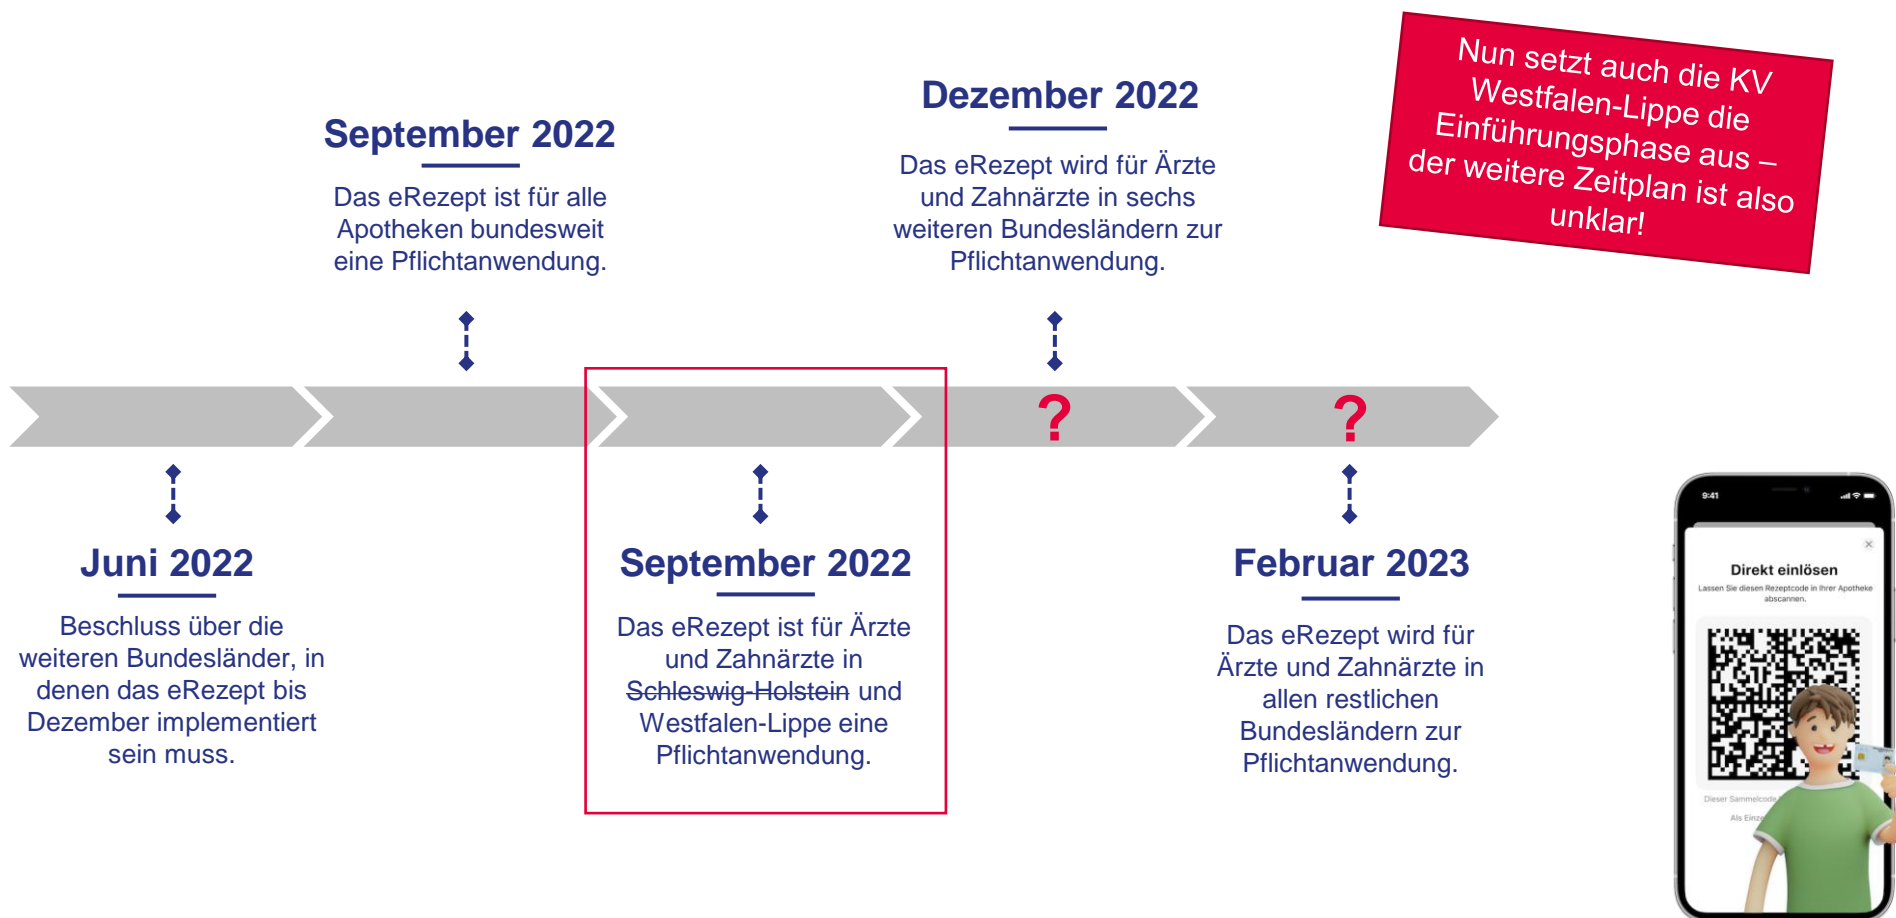 Nun setzt auch die KV
Westfalen-Lippe die
Einführungsphase aus –
der weitere Zeitplan ist also
unklar!
September 2022
Das eRezept ist für alle
Apotheken bundesweit
eine Pflichtanwendung.
Dezember 2022
Das eRezept wird für Ärzte
und Zahnärzte in sechs
weiteren Bundesländern zur
Pflichtanwendung.
?
?
Juni 2022
Beschluss über die
weiteren Bundesländer, in
denen das eRezept bis
Dezember implementiert
sein muss.
September 2022
Das eRezept ist für Ärzte
und Zahnärzte in
Schleswig-Holstein und
Westfalen-Lippe eine
Pflichtanwendung.
Februar 2023
Das eRezept wird für
Ärzte und Zahnärzte in
allen restlichen
Bundesländern zur
Pflichtanwendung.
9:41
Direkt einlösen
Lassen Sie diesen Rezeptcode in Ihrer Apotheke
abscannen.
Dieser Sammelcode
Als Einze